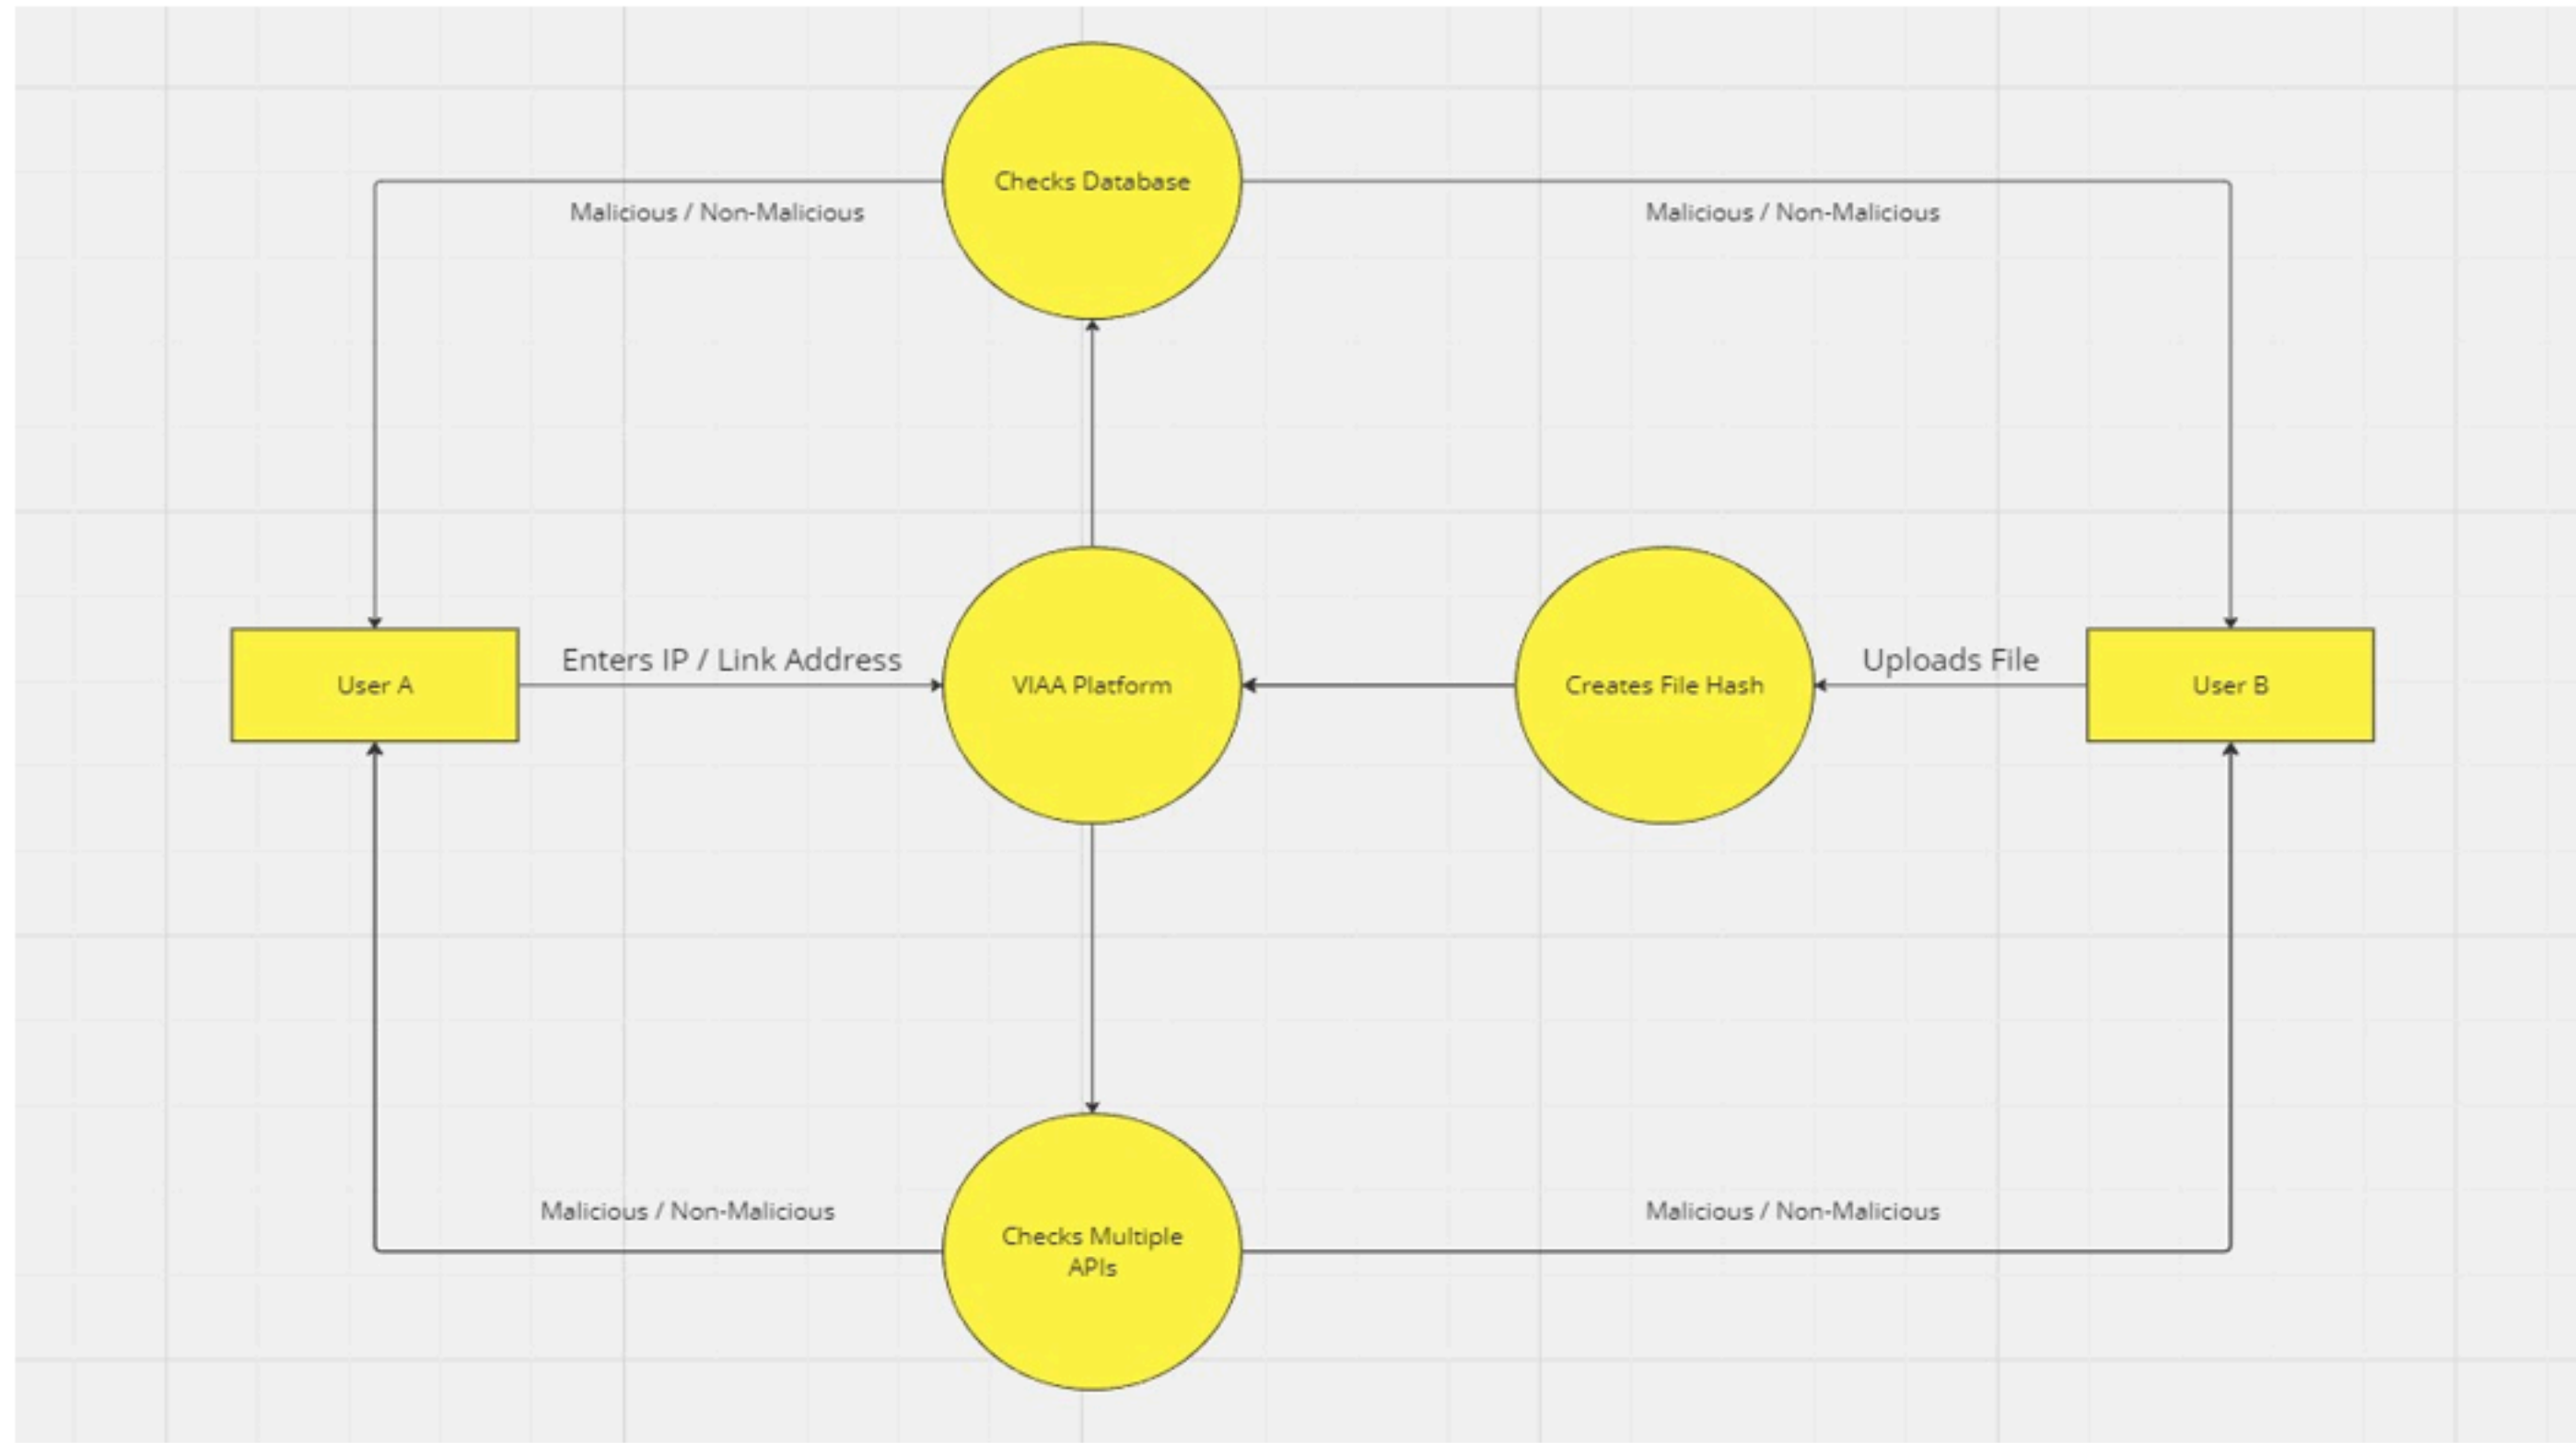 Checks Database
Malicious / Non-Malicious
Malicious / Non-Malicious
Enters IP / Link Address
Uploads File
User A
VIAA Platform
Creates File Hash
User B
Malicious / Non-Malicious
Malicious / Non-Malicious
Checks Multiple
APIs